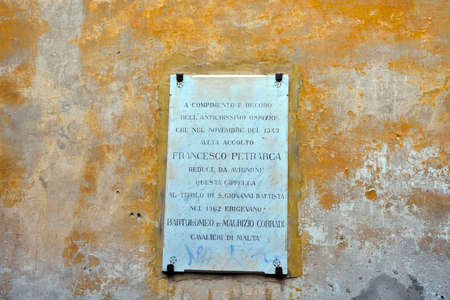 A COMPIMENTO E DECORO
DELL'ANTICHISSIMO OSPIZIO
CHE NEL NOVEMBRE DEL 1343
AVEA ACCOLTO
FRANCESCO PETRARCA
REDUCE DA AVIGNONE
QUESTA CAPPELLA
AL TITOLO DI S. GIOVANNI BATTISTA
NEL 1462 ERIGEVANO
BARTOLOMEO E MAURIZIO CORRADI
CAVALIERI DI MALTA